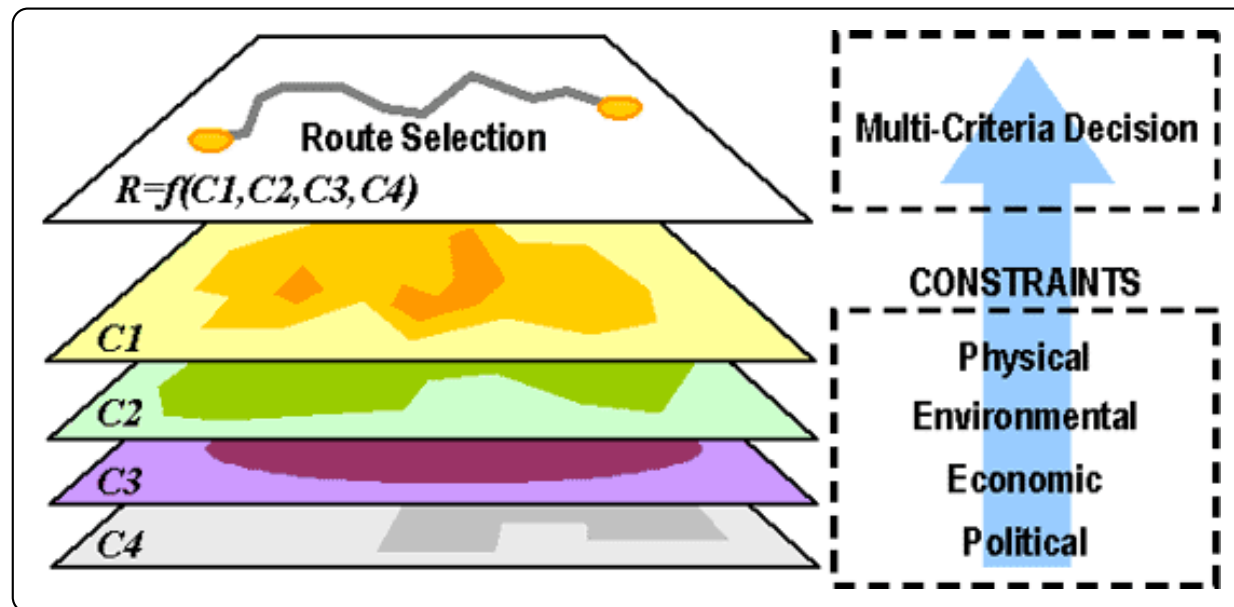 Route Selection
R=f(C1,C2,C3,C4)
C1
C2
C3
C4
Multi-Criteria Decision
CONSTRAINTS
Physical
Environmental
Economic
Political